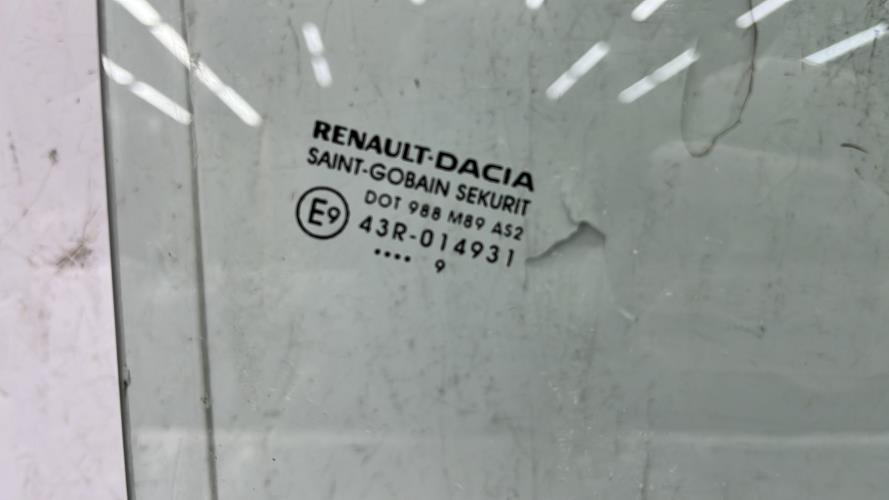 RENAULT·DACIA
SAINT-GOBAIN SEKURIT
DOT 988 M89 AS2
E9 43R-014931
.... 9